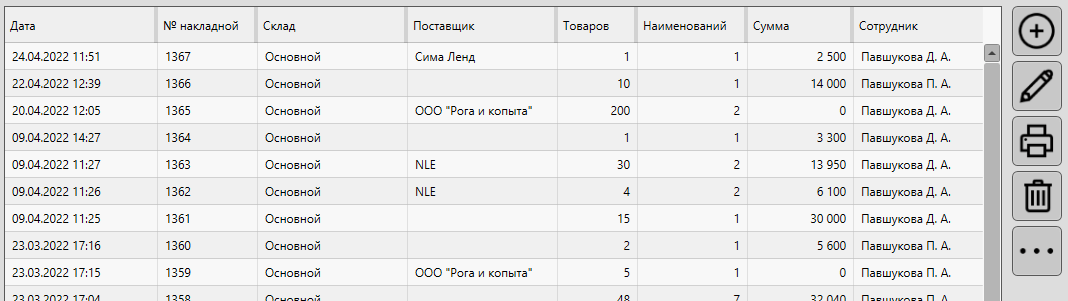 Дата № накладной Склад Поставщик Товаров Наименований Сумма Сотрудник
24.04.2022 11:51 1367 Основной Сима Ленд 1 1 2 500 Павшукова Д. А.
22.04.2022 12:39 1366 Основной 10 1 14 000 Павшукова П. А.
20.04.2022 12:05 1365 Основной ООО "Рога и копыта" 200 2 0 Павшукова Д. А.
09.04.2022 14:27 1364 Основной 1 1 3 300 Павшукова Д. А.
09.04.2022 11:27 1363 Основной NLE 30 2 13 950 Павшукова Д. А.
09.04.2022 11:26 1362 Основной NLE 4 2 6 100 Павшукова Д. А.
09.04.2022 11:25 1361 Основной 15 1 30 000 Павшукова Д. А.
23.03.2022 17:16 1360 Основной 2 1 5 600 Павшукова П. А.
23.03.2022 17:15 1359 Основной ООО "Рога и копыта" 5 1 0 Павшукова П. А.
23.03.2022 17:04 1358 Основной 48 7 32 040 Павшукова П. А.